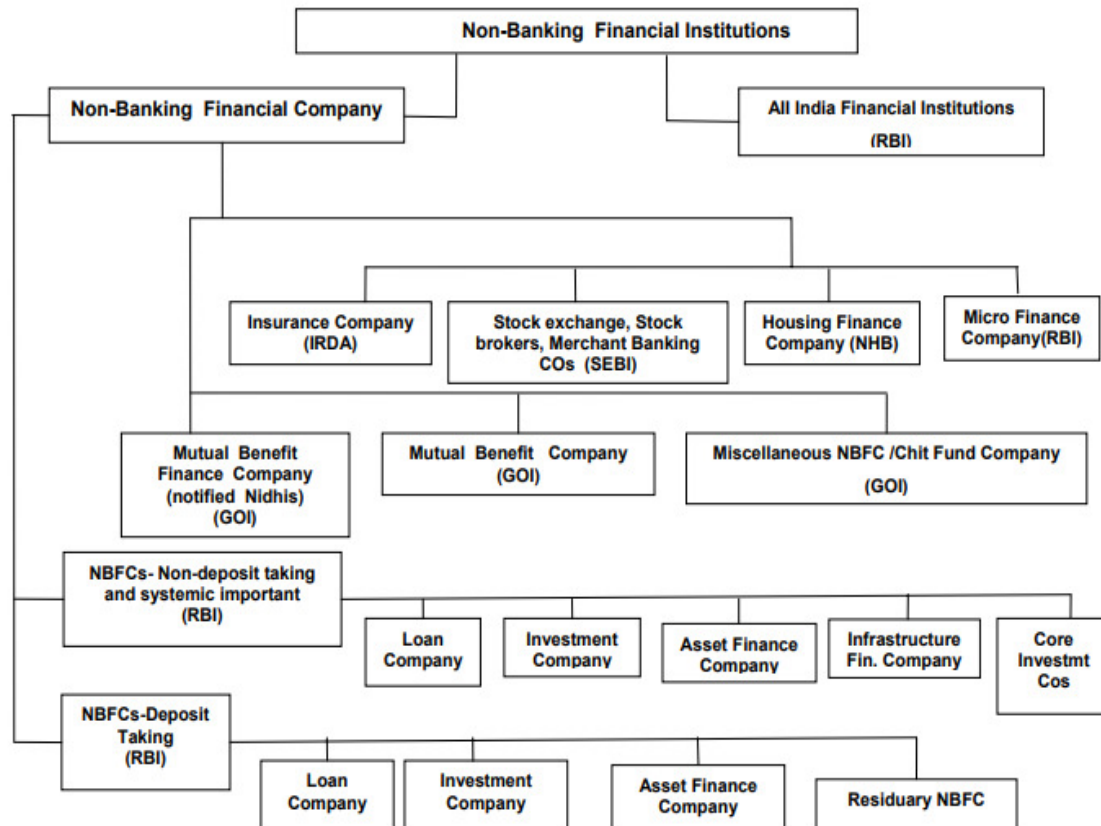 Non-Banking Financial Institutions
Non-Banking Financial Company
All India Financial Institutions
(RBI)
Insurance Company
(IRDA)
Stock exchange, Stock
brokers, Merchant Banking
COs (SEBI)
Housing Finance
Company (NHB)
Micro Finance
Company(RBI)
Mutual Benefit
Finance Company
(notified Nidhis)
(GOI)
Mutual Benefit Company
(GOI)
Miscellaneous NBFC /Chit Fund Company
(GOI)
NBFCs- Non-deposit taking
and systemic important
(RBI)
Loan
Company
Investment
Company
Asset Finance
Company
Infrastructure
Fin. Company
Core
Investmt
Cos
NBFCs-Deposit
Taking
(RBI)
Loan
Company
Investment
Company
Asset Finance
Company
Residuary NBFC